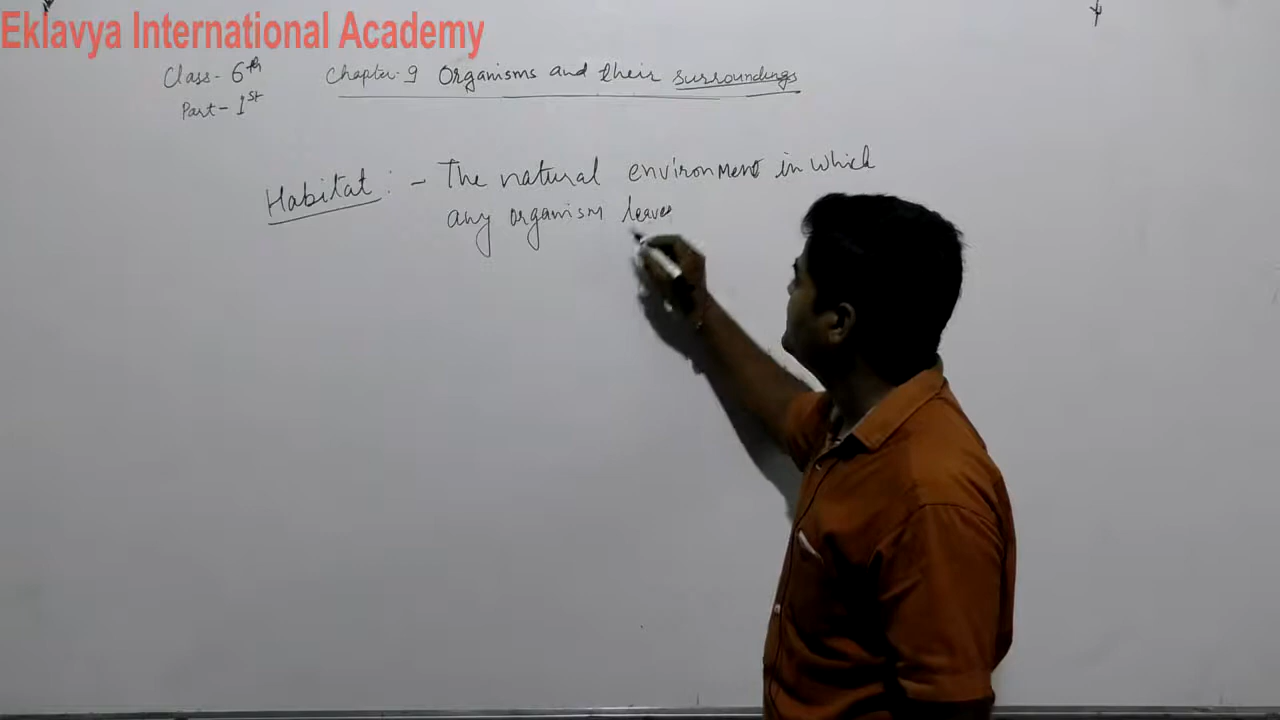 Eklavya International Academy
Class- 6th Chapter-9 Organisms and their surroundings
Part- 1st
Habitat :- The natural environment in which
any organism leaves